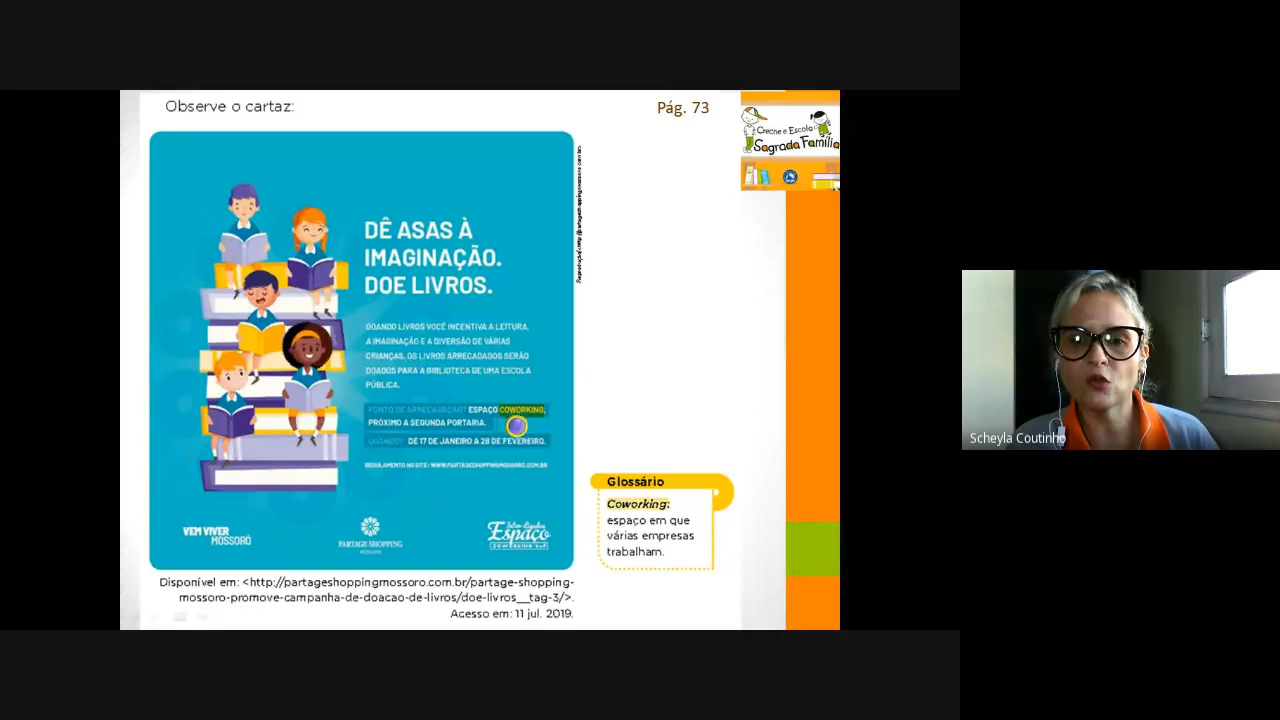 Observe o cartaz:
Pág. 73
Creche e Escola
Sagrada Família
DÊ ASAS À
IMAGINAÇÃO.
DOE LIVROS.
DOANDO LIVROS VOCÊ INCENTIVA A LEITURA,
A IMAGINAÇÃO E A DIVERSÃO DE VÁRIAS
CRIANÇAS. OS LIVROS ARRECADADOS SERÃO
DOADOS PARA A BIBLIOTECA DE UMA ESCOLA
PÚBLICA.
PONTO DE ARRECADAÇÃO? ESPAÇO COWORKING,
PRÓXIMO A SEGUNDA PORTARIA.
QUANDO? DE 17 DE JANEIRO A 28 DE FEVEREIRO.
REGULAMENTO NO SITE: WWW.PARTAGESHOPPINGMOSSORO.COM.BR
VEM VIVER
MOSSORÓ
PARTAGE SHOPPING
MOSSORÓ
Espaço
Glossário
Coworking:
espaço em que
várias empresas
trabalham.
Disponível em: <http://partageshoppingmossoro.com.br/partage-shopping-
mossoro-promove-campanha-de-doacao-de-livros/doe-livros__tag-3/>.
Acesso em: 11 jul. 2019.
Scheyla Coutinho